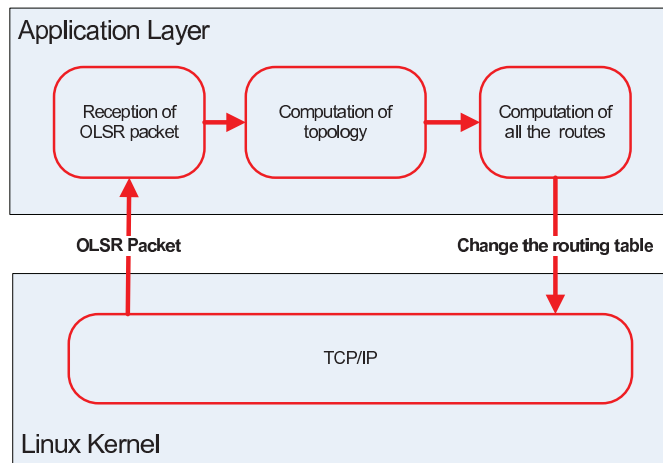 Application Layer
Reception of
OLSR packet
Computation of
topology
Computation of
all the routes
OLSR Packet
Change the routing table
TCP/IP
Linux Kernel